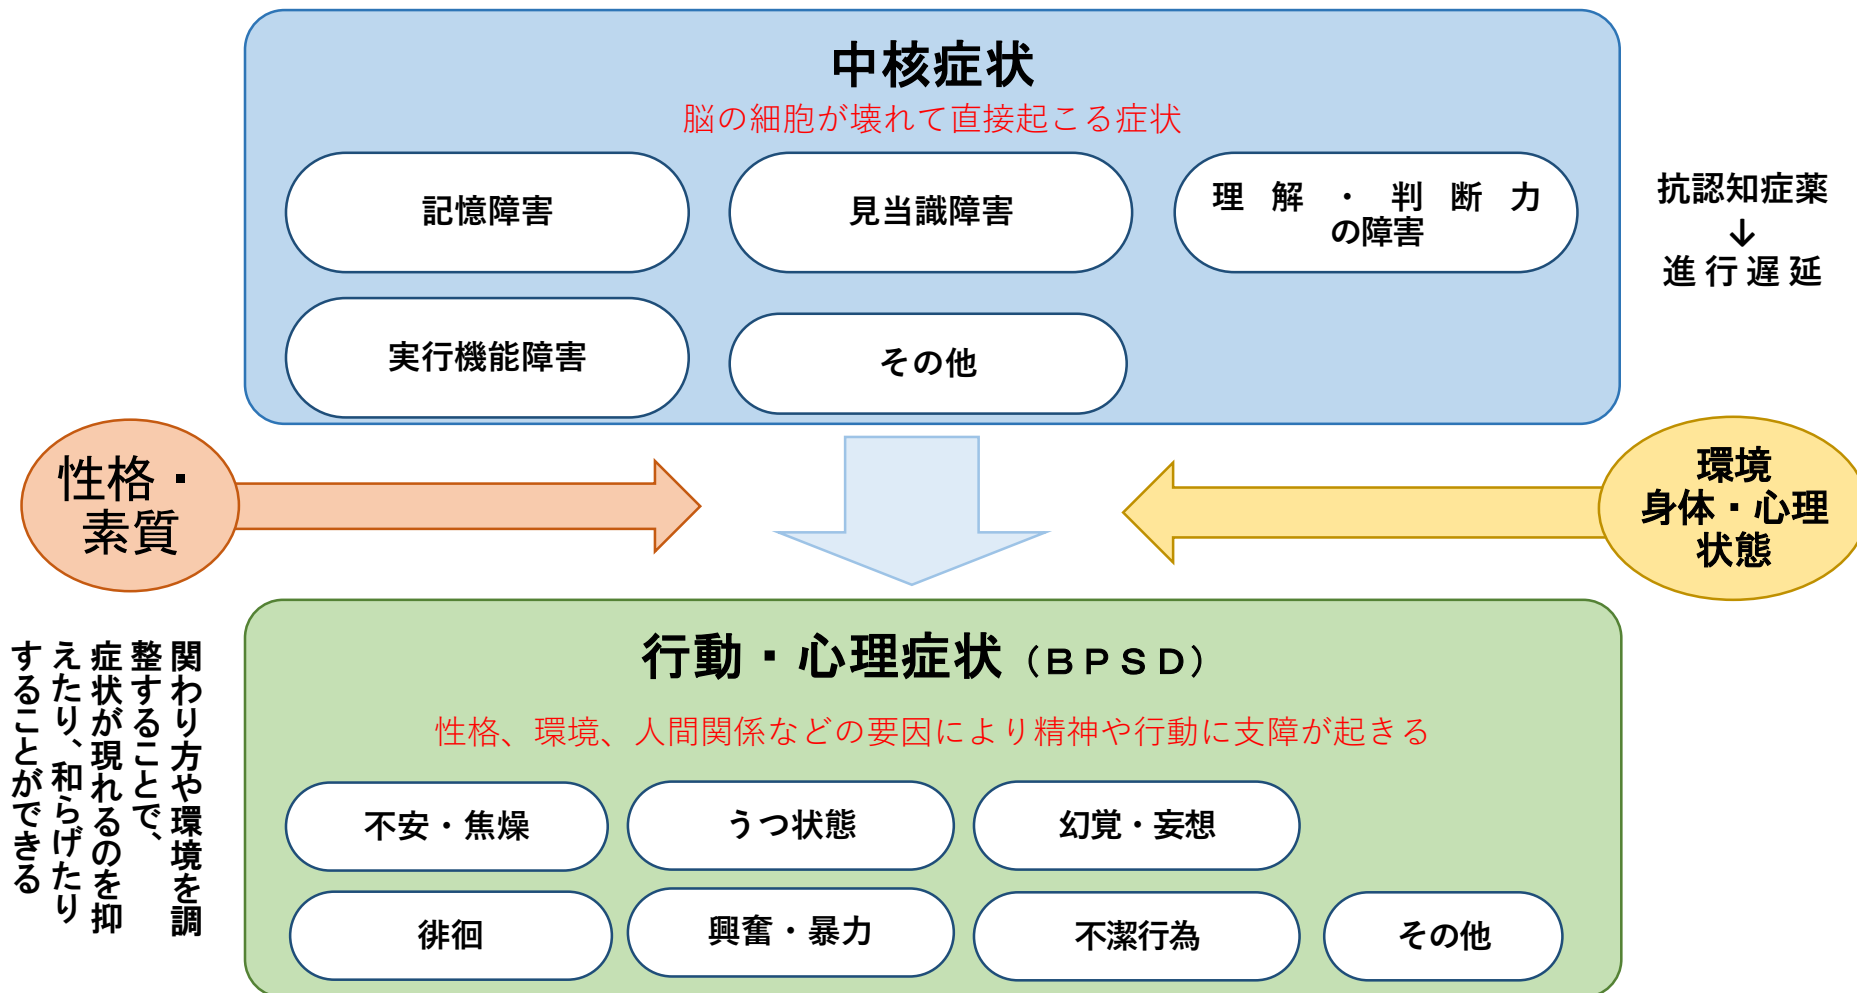 中核症状
脳の細胞が壊れて直接起こる症状
記憶障害
見当識障害
理解・判断力
の障害
実行機能障害
その他
抗認知症薬
↓
進行遅延
性格・
素質
環境
身体・心理
状態
行動・心理症状（ＢＰＳＤ）
性格、環境、人間関係などの要因により精神や行動に支障が起きる
不安・焦燥
うつ状態
幻覚・妄想
徘徊
興奮・暴力
不潔行為
その他
関わり方や環境を調
整することで、
症状が現れるのを抑
えたり、和らげたり
することができる